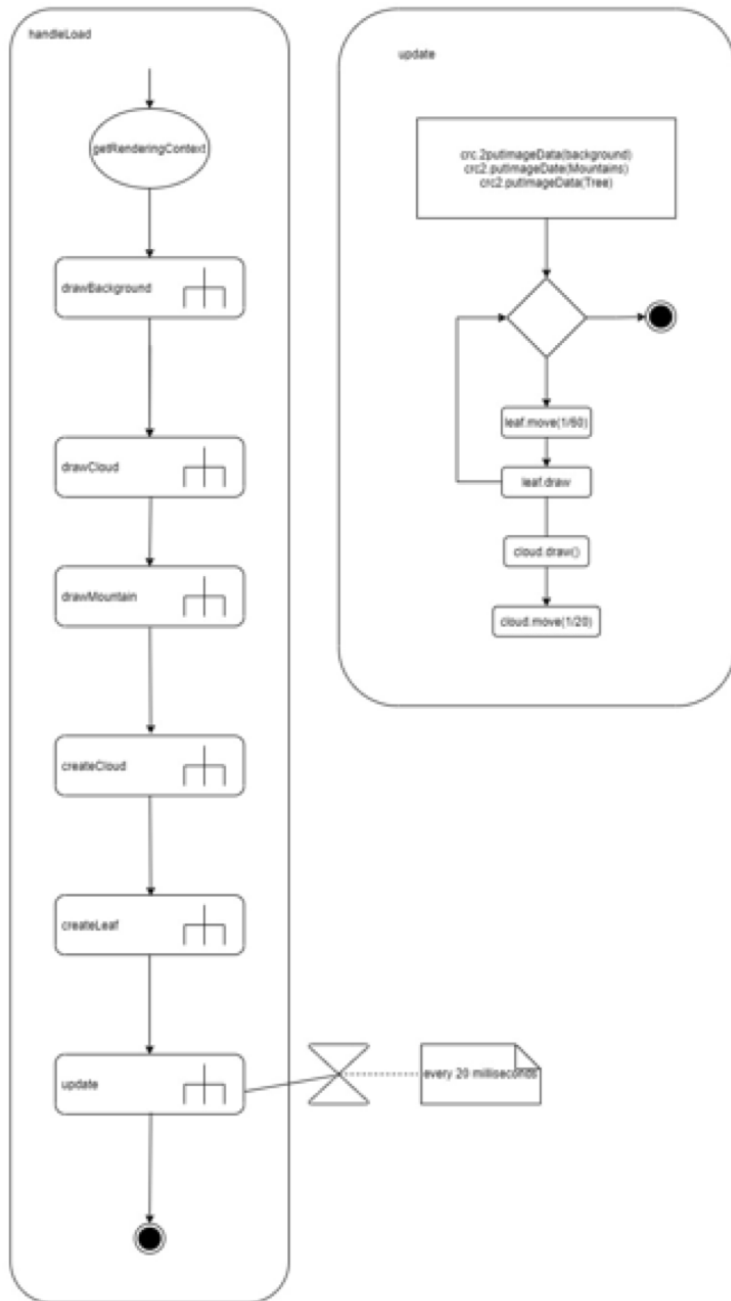 handleLoad
getRenderingContext
drawBackground
drawCloud
drawMountain
createCloud
createLeaf
update
every 20 milliseconds
update
crc.2putImageData(background)
crc2.putImageDate(Mountains)
crc2.putImageData(Tree)
leaf.move(1/60)
leaf.draw
cloud.draw()
cloud.move(1/20)